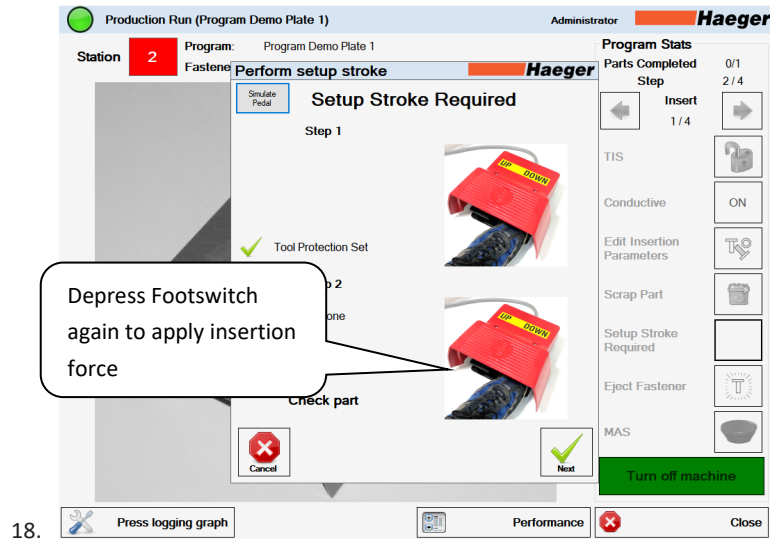 Production Run (Program Demo Plate 1)
Administrator
Haeger
Station
2
Program: Program Demo Plate 1
Perform setup stroke
Haeger
Simulate
Pedal
Setup Stroke Required
Step 1
UP DOWN
Tool Protection Set
UP DOWN
Check part
Cancel
Next
Depress Footswitch
again to apply insertion
force
Program Stats
Parts Completed 0/1
Step 2 / 4
Insert
1 / 4
TIS
Conductive
ON
Edit Insertion
Parameters
Scrap Part
Setup Stroke
Required
Eject Fastener
MAS
Turn off machine
18.
Press logging graph
Performance
Close